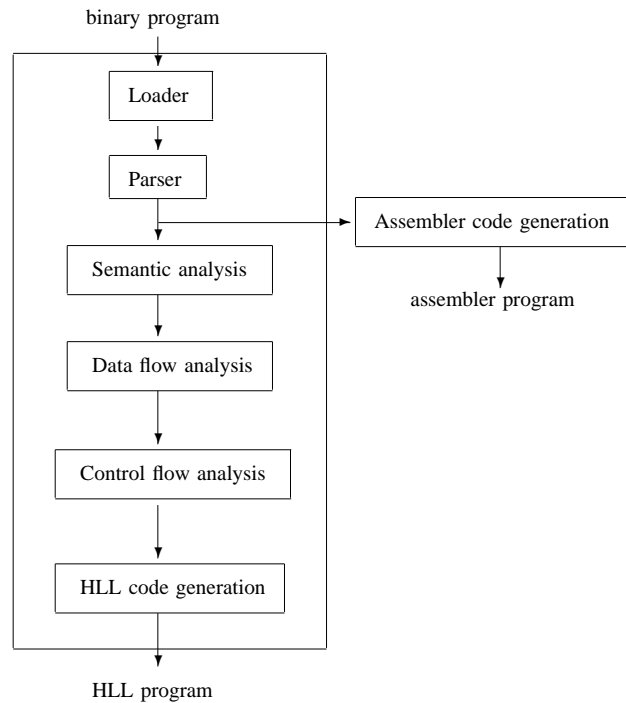 binary program
Loader
Parser
Assembler code generation
Semantic analysis
assembler program
Data flow analysis
Control flow analysis
HLL code generation
HLL program